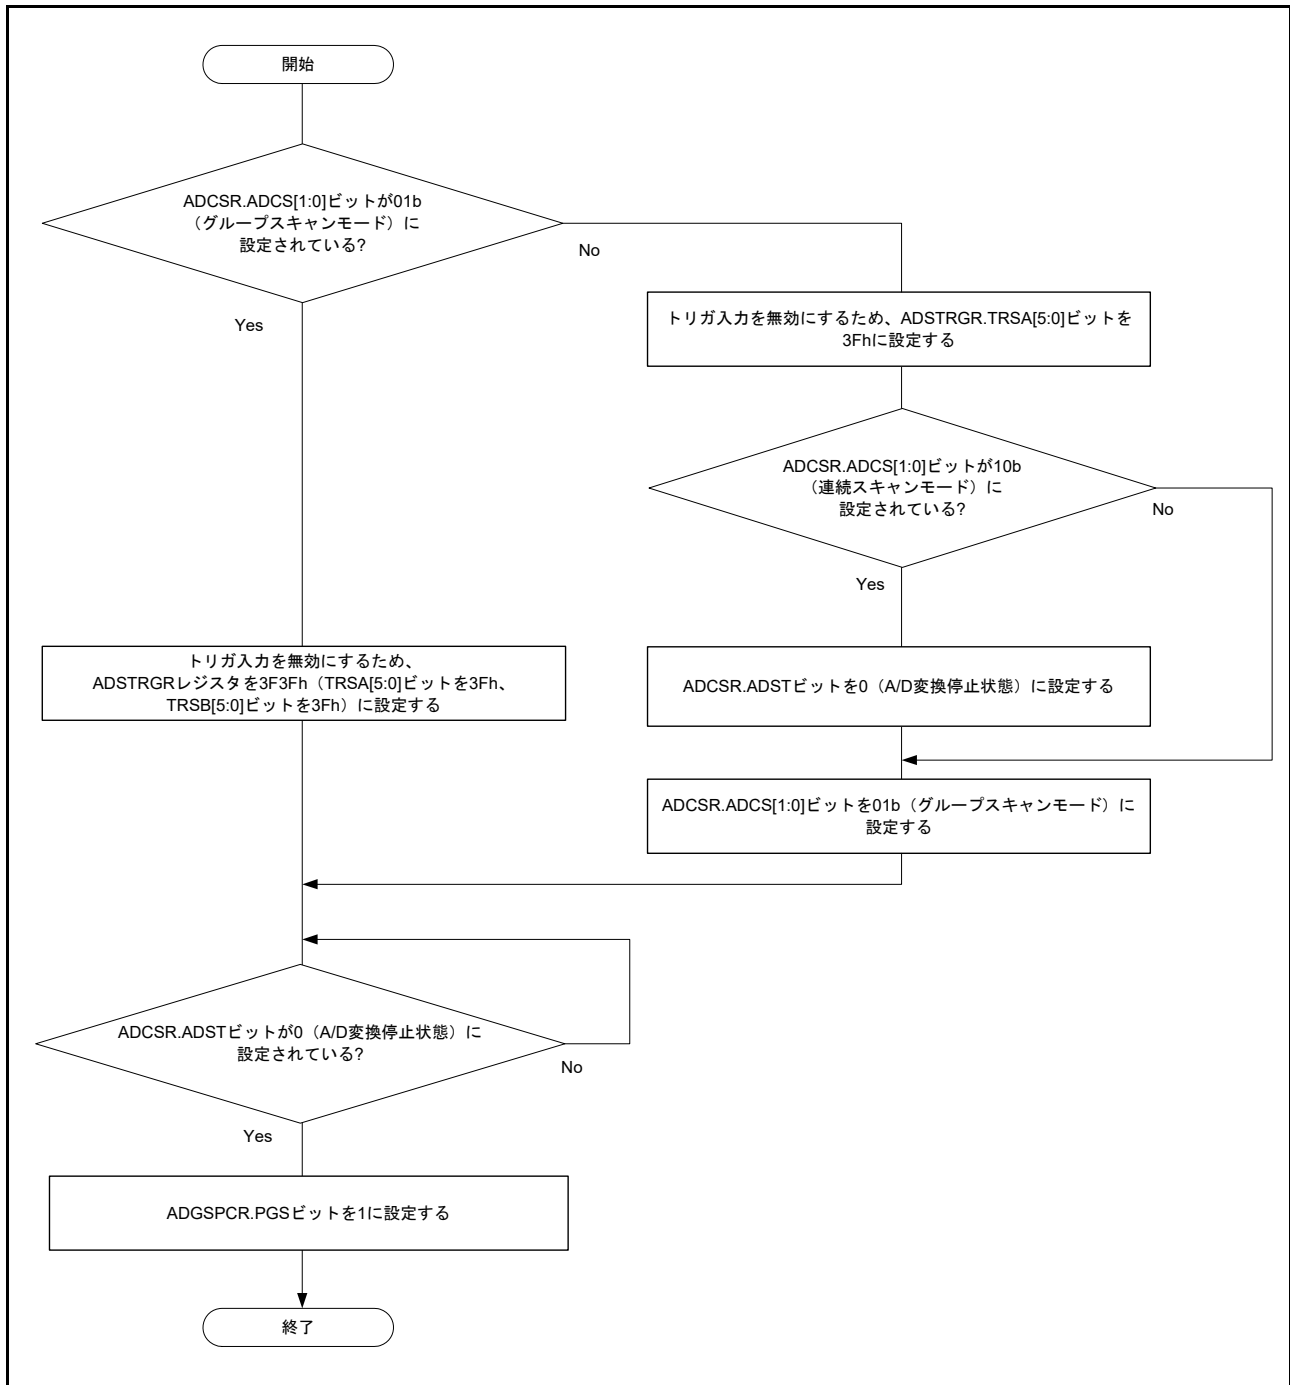 開始
ADCSR.ADCS[1:0]ビットが01b
（グループスキャンモード）に
設定されている?
No
Yes
トリガ入力を無効にするため、ADSTRGR.TRSA[5:0]ビットを
3Fhに設定する
ADCSR.ADCS[1:0]ビットが10b
（連続スキャンモード）に
設定されている?
No
Yes
トリガ入力を無効にするため、
ADSTRGRレジスタを3F3Fh（TRSA[5:0]ビットを3Fh、
TRSB[5:0]ビットを3Fh）に設定する
ADCSR.ADSTビットを0（A/D変換停止状態）に設定する
ADCSR.ADCS[1:0]ビットを01b（グループスキャンモード）に
設定する
ADCSR.ADSTビットが0（A/D変換停止状態）に
設定されている?
No
Yes
ADGSPCR.PGSビットを1に設定する
終了